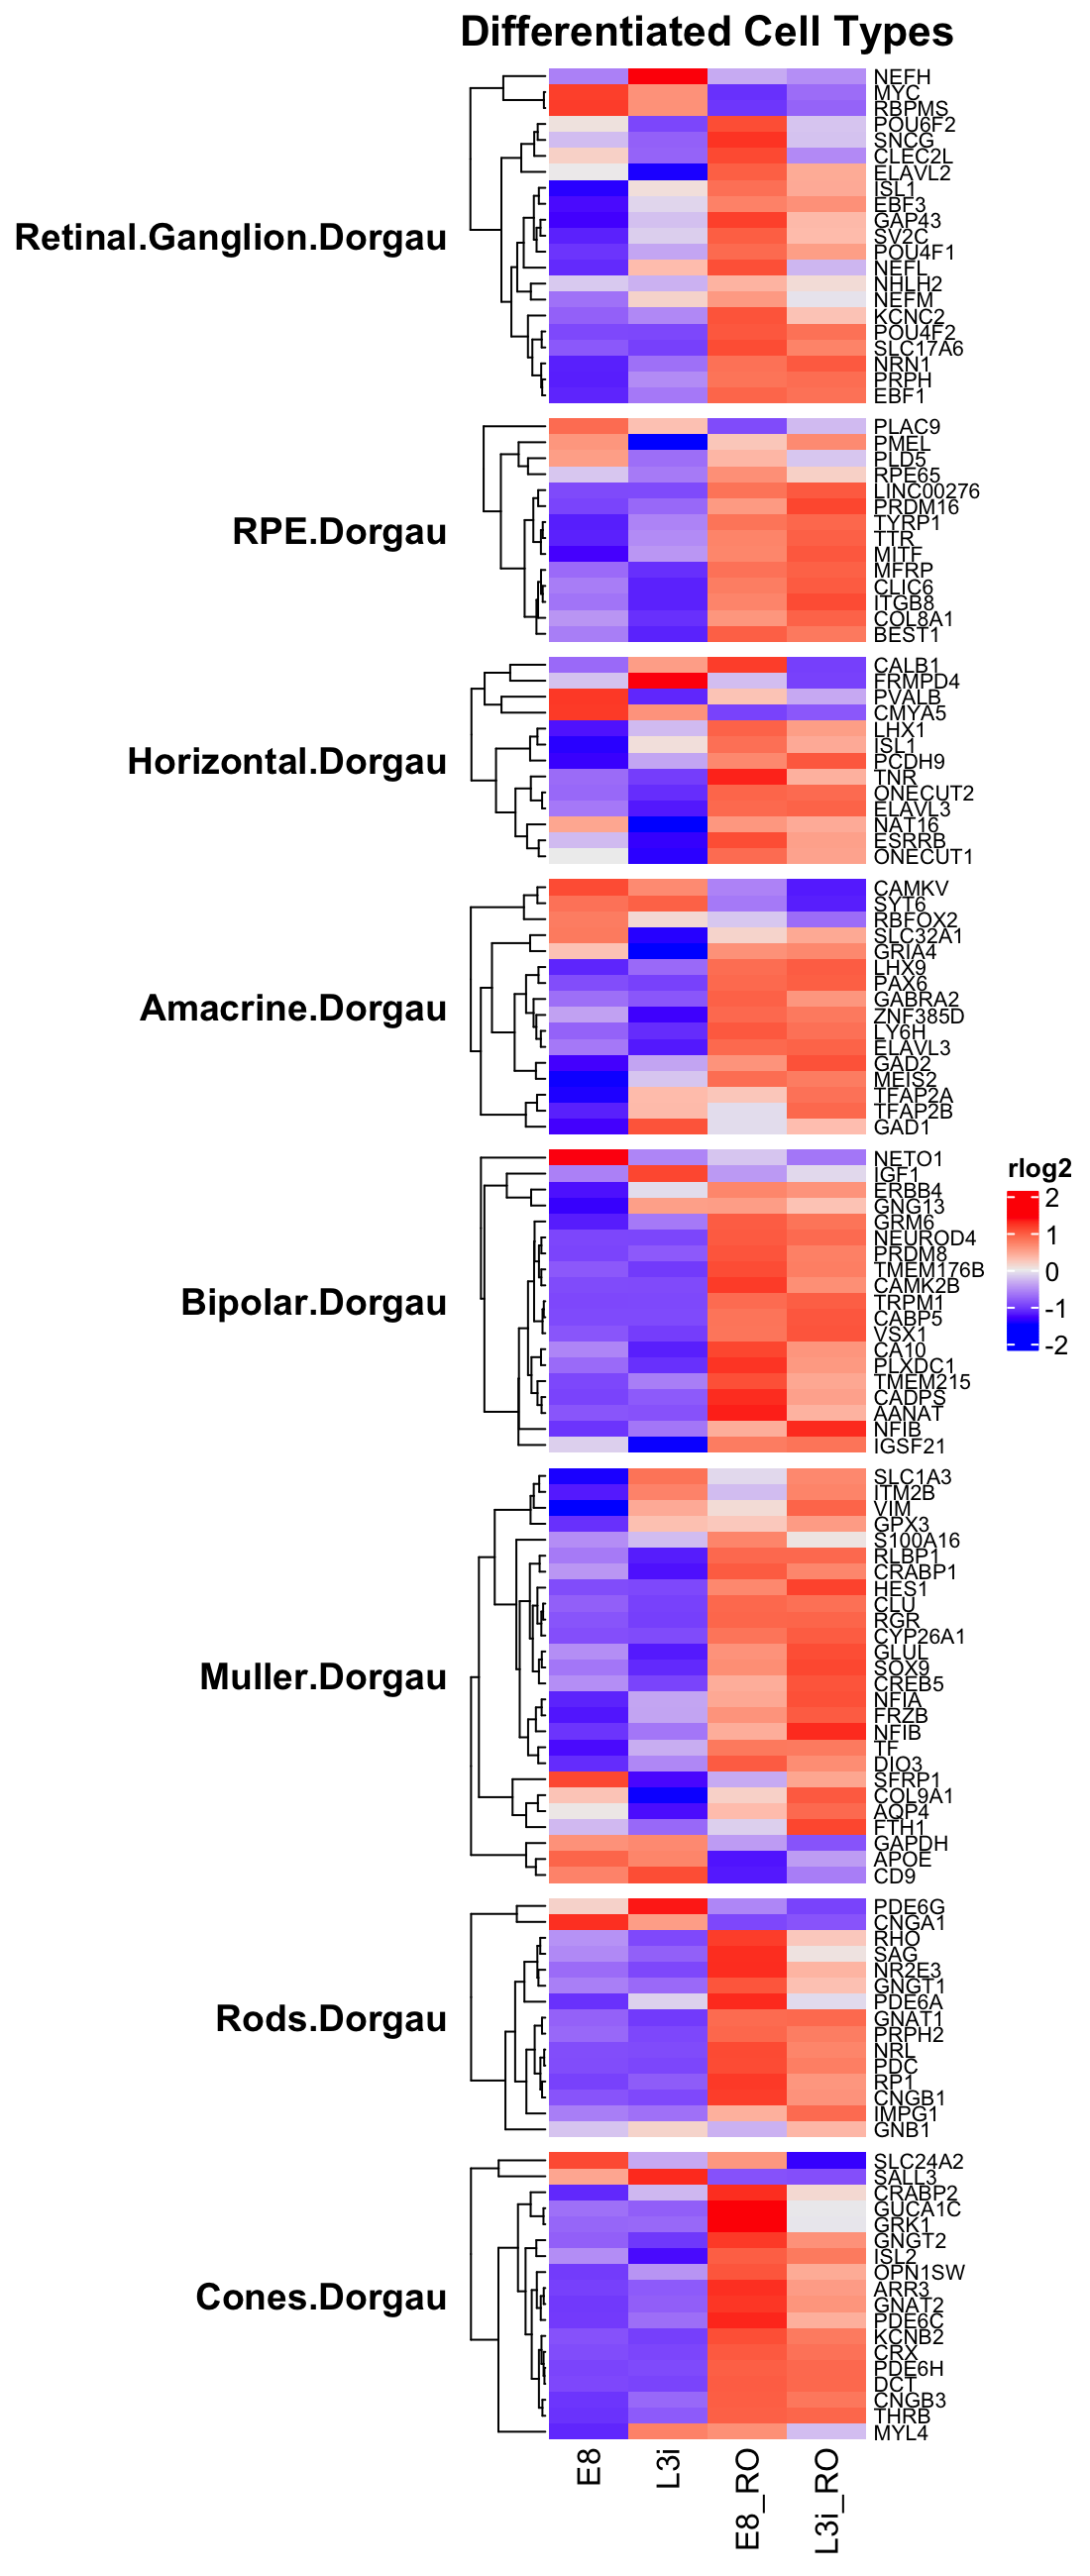 Differentiated Cell Types
Retinal.Ganglion.Dorgau
NEFH
MYC
RBPMS
POU6F2
SNCG
CLEC2L
ELAVL2
ISL1
EBF3
GAP43
SV2C
POU4F1
NEFL
NHLH2
NEFM
KCNC2
POU4F2
SLC17A6
NRN1
PRPH
EBF1
RPE.Dorgau
PLAC9
PMEL
PLD5
RPE65
LINC00276
PRDM16
TYRP1
TTR
MITF
MFRP
CLIC6
ITGB8
COL8A1
BEST1
Horizontal.Dorgau
CALB1
FRMPD4
PVALB
CMYA5
LHX1
ISL1
PCDH9
TNR
ONECUT2
ELAVL3
NAT16
ESRRB
ONECUT1
Amacrine.Dorgau
CAMKV
SYT6
RBFOX2
SLC32A1
GRIA4
LHX9
PAX6
GABRA2
ZNF385D
LY6H
ELAVL3
GAD2
MEIS2
TFAP2A
TFAP2B
GAD1
Bipolar.Dorgau
NETO1
IGF1
ERBB4
GNG13
GRM6
NEUROD4
PRDM8
TMEM176B
CAMK2B
TRPM1
CABP5
VSX1
CA10
PLXDC1
TMEM215
CADPS
AANAT
NFIB
IGSF21
rlog2
2
1
0
-1
-2
Muller.Dorgau
SLC1A3
ITM2B
VIM
GPX3
S100A16
RLBP1
CRABP1
HES1
CLU
RGR
CYP26A1
GLUL
SOX9
CREB5
NFIA
FRZB
NFIB
TF
DIO3
SFRP1
COL9A1
AQP4
FTH1
GAPDH
APOE
CD9
Rods.Dorgau
PDE6G
CNGA1
RHO
SAG
NR2E3
GNGT1
PDE6A
GNAT1
PRPH2
NRL
PDC
RP1
CNGB1
IMPG1
GNB1
Cones.Dorgau
SLC24A2
SALL3
CRABP2
GUCA1C
GRK1
GNGT2
ISL2
OPN1SW
ARR3
GNAT2
PDE6C
KCNB2
CRX
PDE6H
DCT
CNGB3
THRB
MYL4
E8
L3i
E8_RO
L3i_RO